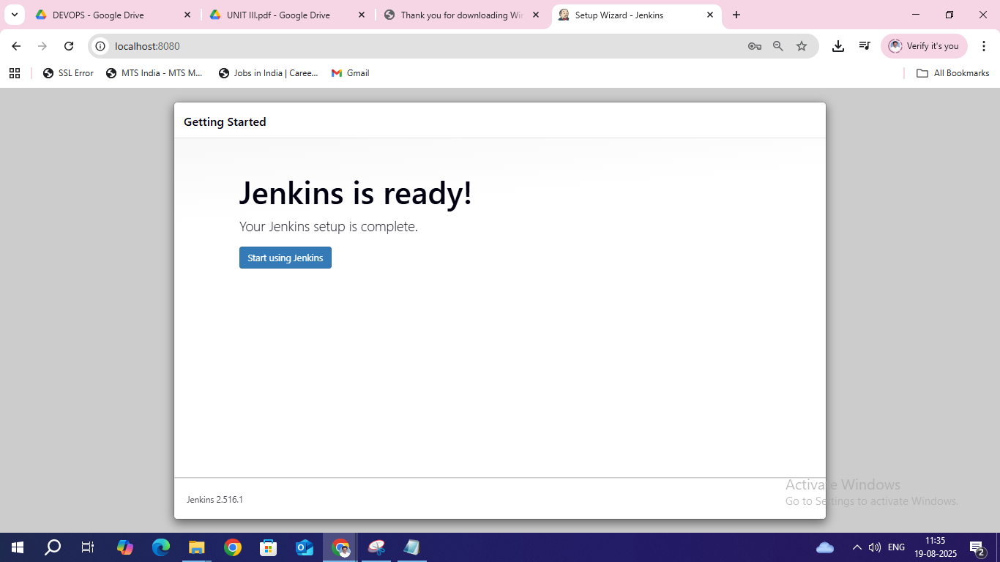 DEVOPS - Google Drive
UNIT III.pdf - Google Drive
Thank you for downloading Wi
Setup Wizard - Jenkins
localhost:8080
Verify it's you
SSL Error
MTS India - MTS M...
Jobs in India | Caree...
Gmail
All Bookmarks
Getting Started
Jenkins is ready!
Your Jenkins setup is complete.
Start using Jenkins
Activate Windows
Go to Settings to activate Windows.
Jenkins 2.516.1
ENG
11:35
19-08-2025
2